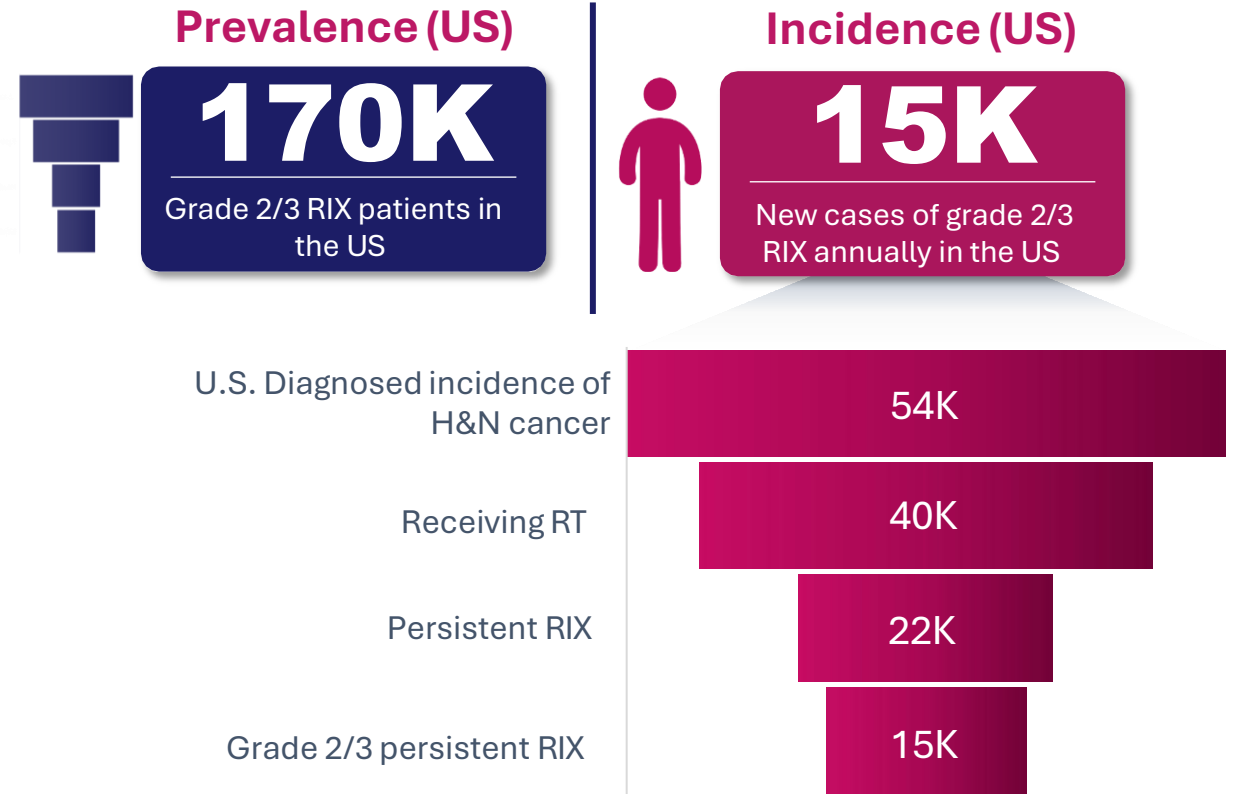 Prevalence (US)
170K
Grade 2/3 RIX patients in
the US
Incidence (US)
15K
New cases of grade 2/3
RIX annually in the US
U.S. Diagnosed incidence of
H&N cancer
54K
Receiving RT
40K
Persistent RIX
22K
Grade 2/3 persistent RIX
15K